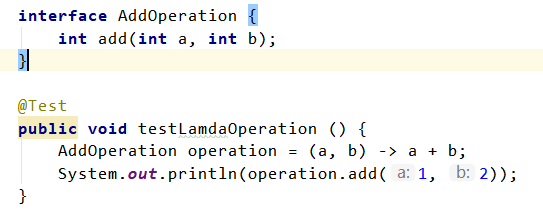 interface AddOperation {
    int add(int a, int b);
}
@Test
public void testLamdaOperation () {
    AddOperation operation = (a, b) -> a + b;
    System.out.println(operation.add( a: 1, b: 2));
}